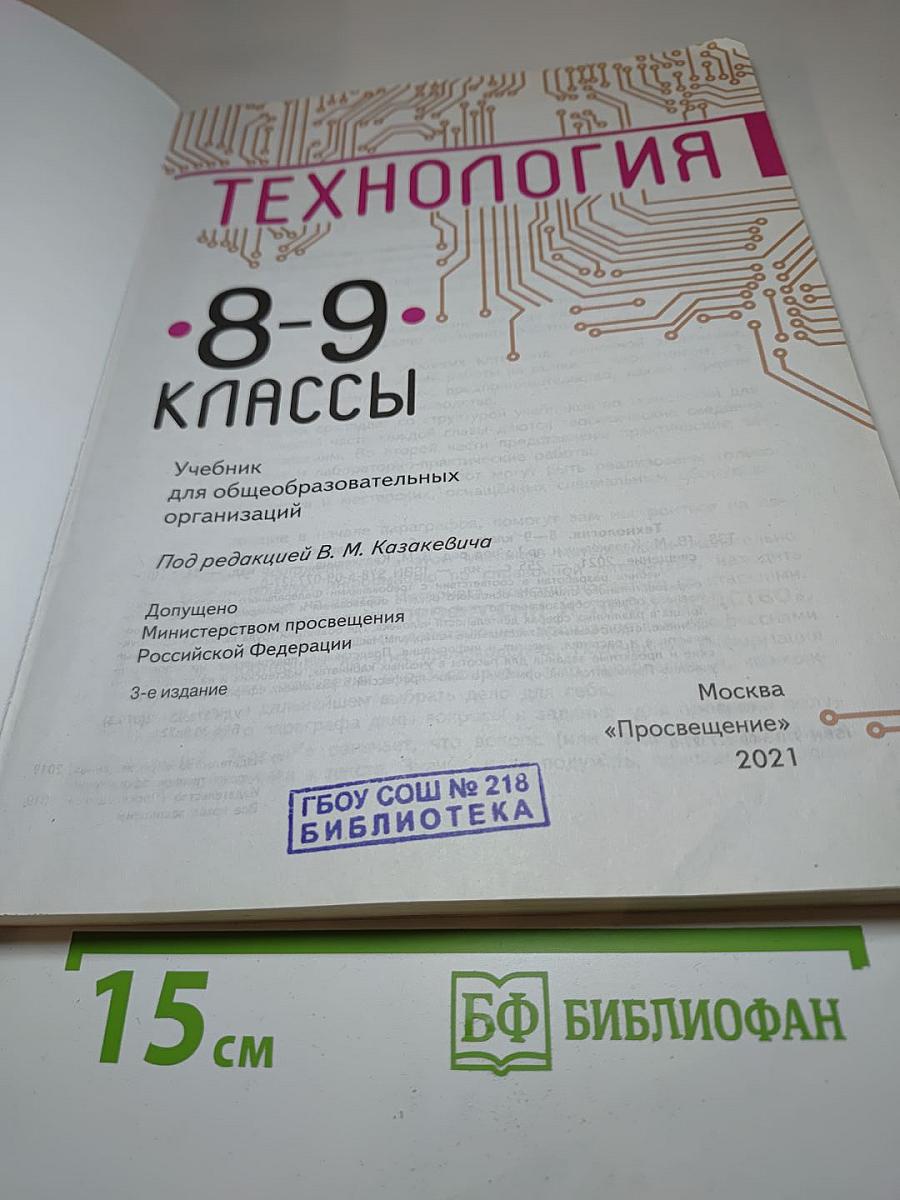 ТЕХНОЛОГИЯ
8–9
КЛАССЫ
Учебник
для общеобразовательных
организаций
Под редакцией В. М. Казакевича
Допущено
Министерством просвещения
Российской Федерации
3-е издание
Москва
«Просвещение»
2021
ГБОУ СОШ № 218
БИБЛИОТЕКА
15 см
БФ БИБЛИОФАН